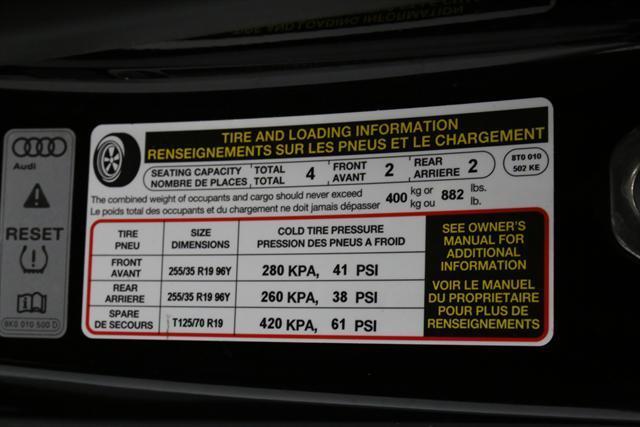 TIRE AND LOADING INFORMATION
TIRE AND LOADING INFORMATION
RENSEIGNEMENTS SUR LES PNEUS ET LE CHARGEMENT
8T0 010
502 KE
SEATING CAPACITY TOTAL 4 FRONT 2 REAR 2
NOMBRE DE PLACES, TOTAL AVANT ARRIERE
The combined weight of occupants and cargo should never exceed 400 kg or 882 lbs.
Le poids total des occupants et du chargement ne doit jamais dépasser kg ou lb.
TIRE SIZE COLD TIRE PRESSURE
PNEU DIMENSIONS PRESSION DES PNEUS A FROID
FRONT
AVANT 255/35 R19 96Y 280 KPA, 41 PSI
REAR
ARRIERE 255/35 R19 96Y 260 KPA, 38 PSI
SPARE
DE SECOURS T125/70 R19 420 KPA, 61 PSI
SEE OWNER'S
MANUAL FOR
ADDITIONAL
INFORMATION
VOIR LE MANUEL
DU PROPRIETAIRE
POUR PLUS DE
RENSEIGNEMENTS
Audi
RESET
8K0 010 500 D